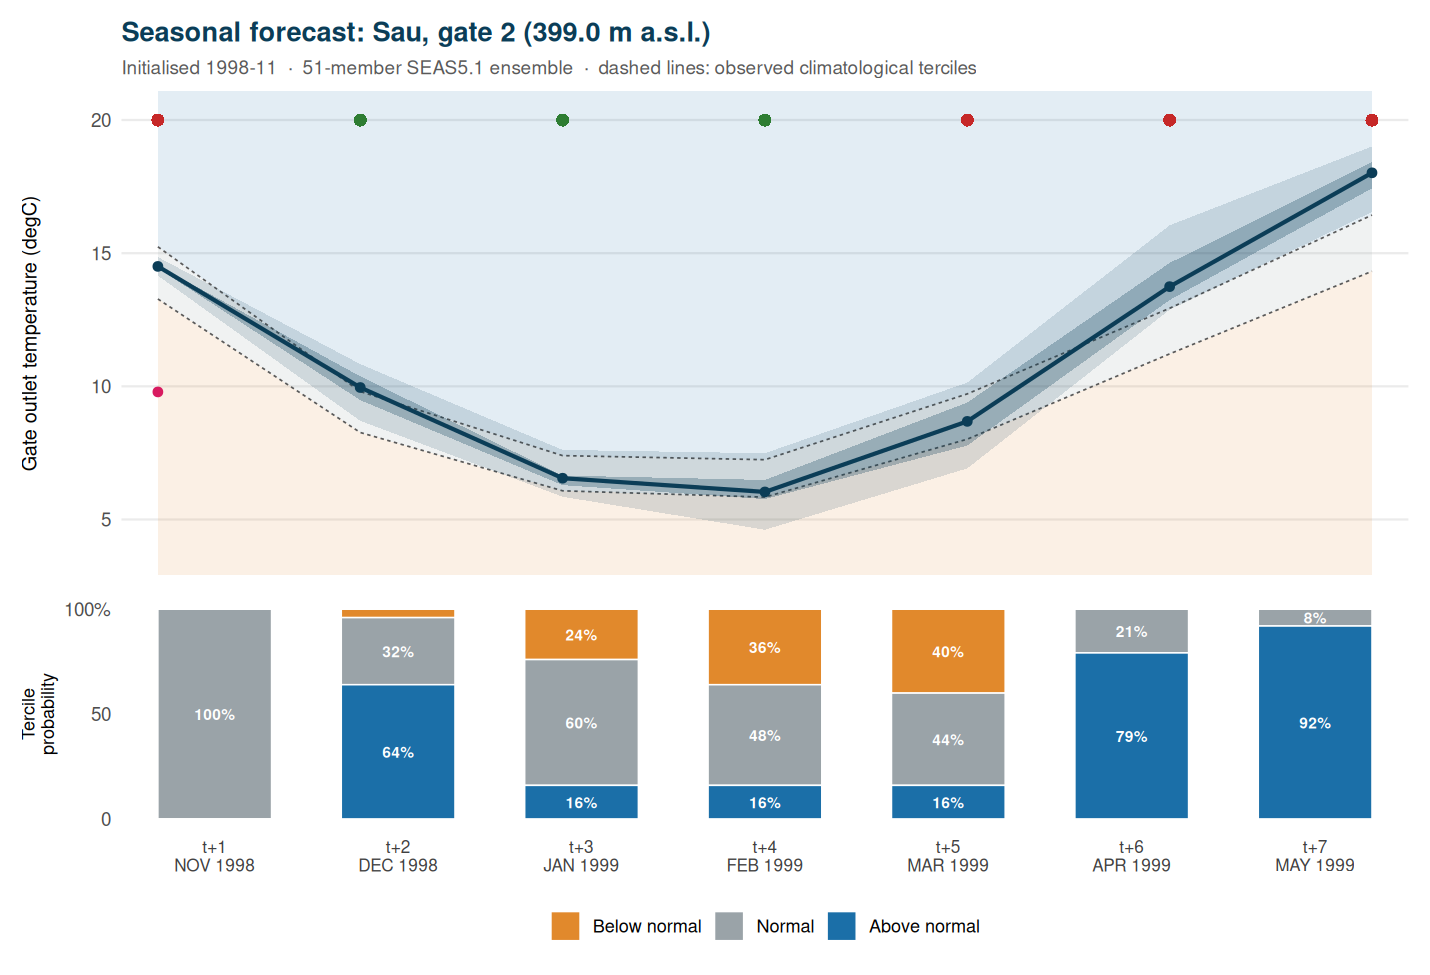 Seasonal forecast: Sau, gate 2 (399.0 m a.s.l.)
Initialised 1998-11 · 51-member SEAS5.1 ensemble · dashed lines: observed climatological terciles
Gate outlet temperature (degC)
20
15
10
5
Tercile
probability
100%
50
0
100%
32%
64%
24%
60%
16%
36%
48%
16%
40%
44%
16%
21%
79%
8%
92%
t+1
NOV 1998
t+2
DEC 1998
t+3
JAN 1999
t+4
FEB 1999
t+5
MAR 1999
t+6
APR 1999
t+7
MAY 1999
Below normal
Normal
Above normal